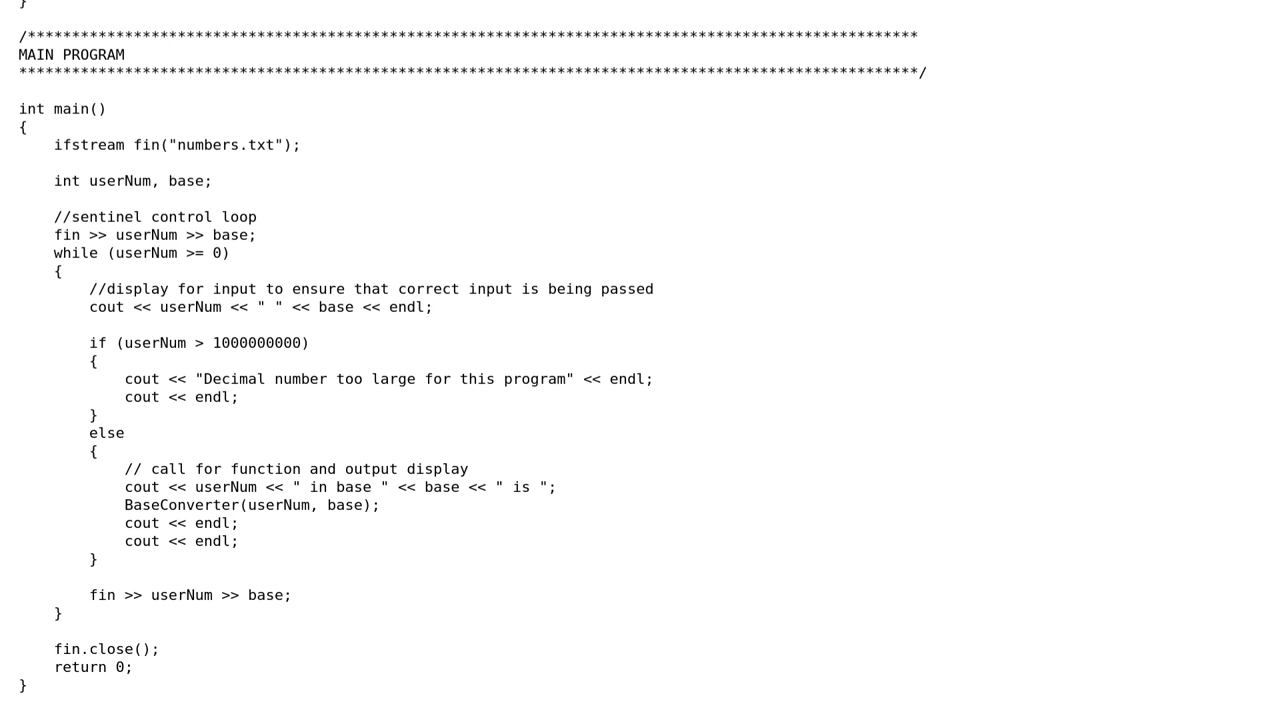 }

/*****************************************************************************************************
MAIN PROGRAM
******************************************************************************************************/

int main()
{
    ifstream fin("numbers.txt");

    int userNum, base;

    //sentinel control loop
    fin >> userNum >> base;
    while (userNum >= 0)
    {
        //display for input to ensure that correct input is being passed
        cout << userNum << " " << base << endl;

        if (userNum > 1000000000)
        {
            cout << "Decimal number too large for this program" << endl;
            cout << endl;
        }
        else
        {
            // call for function and output display
            cout << userNum << " in base " << base << " is ";
            BaseConverter(userNum, base);
            cout << endl;
            cout << endl;
        }

        fin >> userNum >> base;
    }

    fin.close();
    return 0;
}